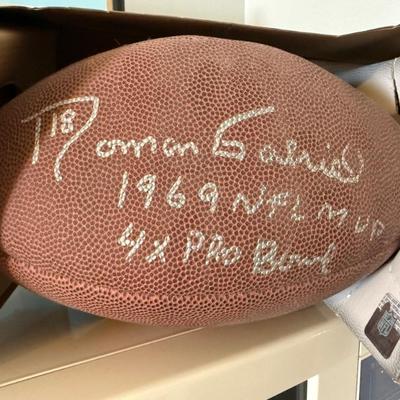 18 Roman Gabriel
1969 NFL MVP
4x PRO Bowl